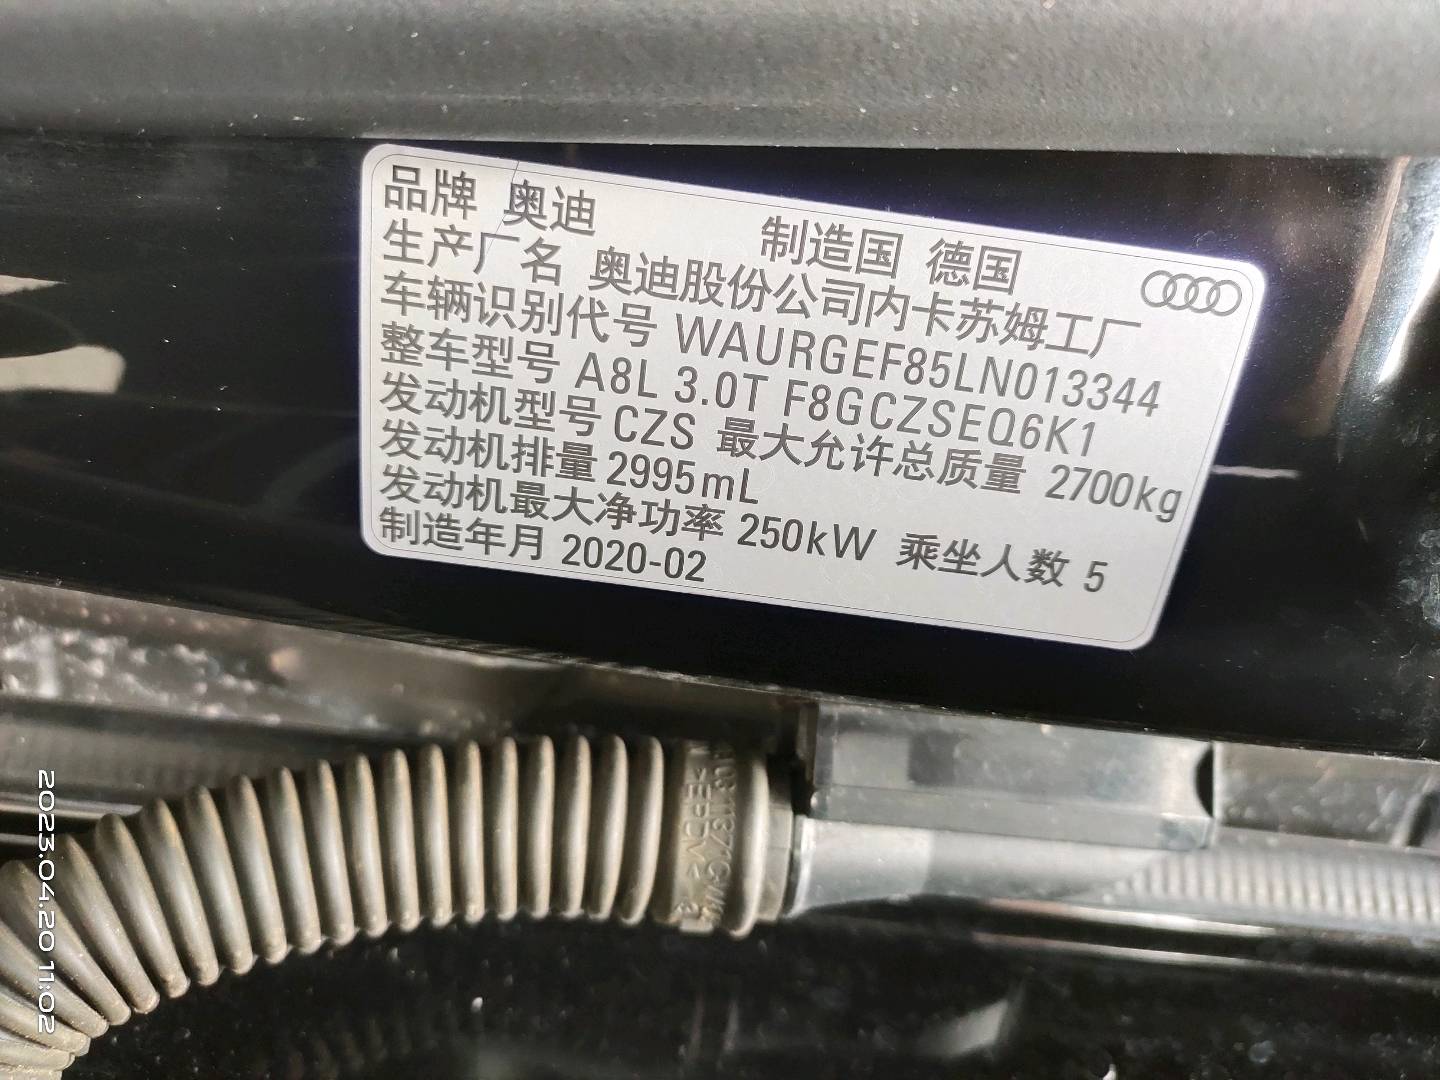 品牌 奥迪 制造国 德国
生产厂名 奥迪股份公司内卡苏姆工厂
车辆识别代号 WAURGEF85LN013344
整车型号 A8L 3.0T F8GCZSEQ6K1
发动机型号 CZS 最大允许总质量 2700kg
发动机排量 2995mL
发动机最大净功率 250kW 乘坐人数 5
制造年月 2020-02
2023.04.20 11:02